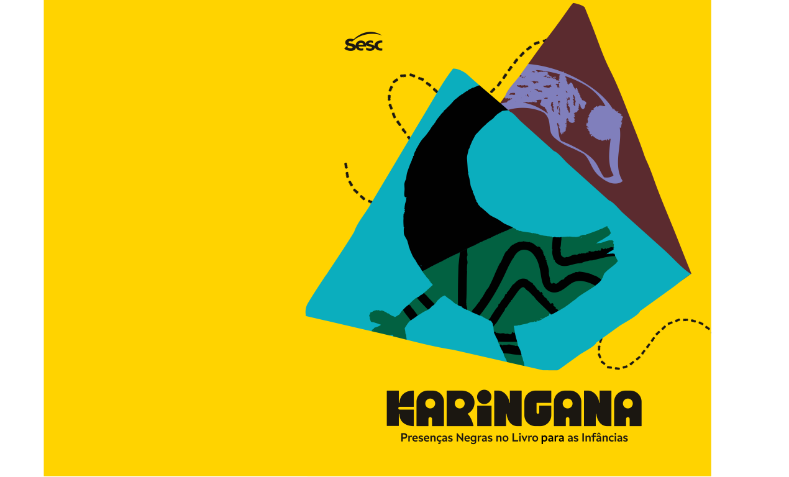 Sesc
KARiNGANA
Presenças Negras no Livro para as Infâncias